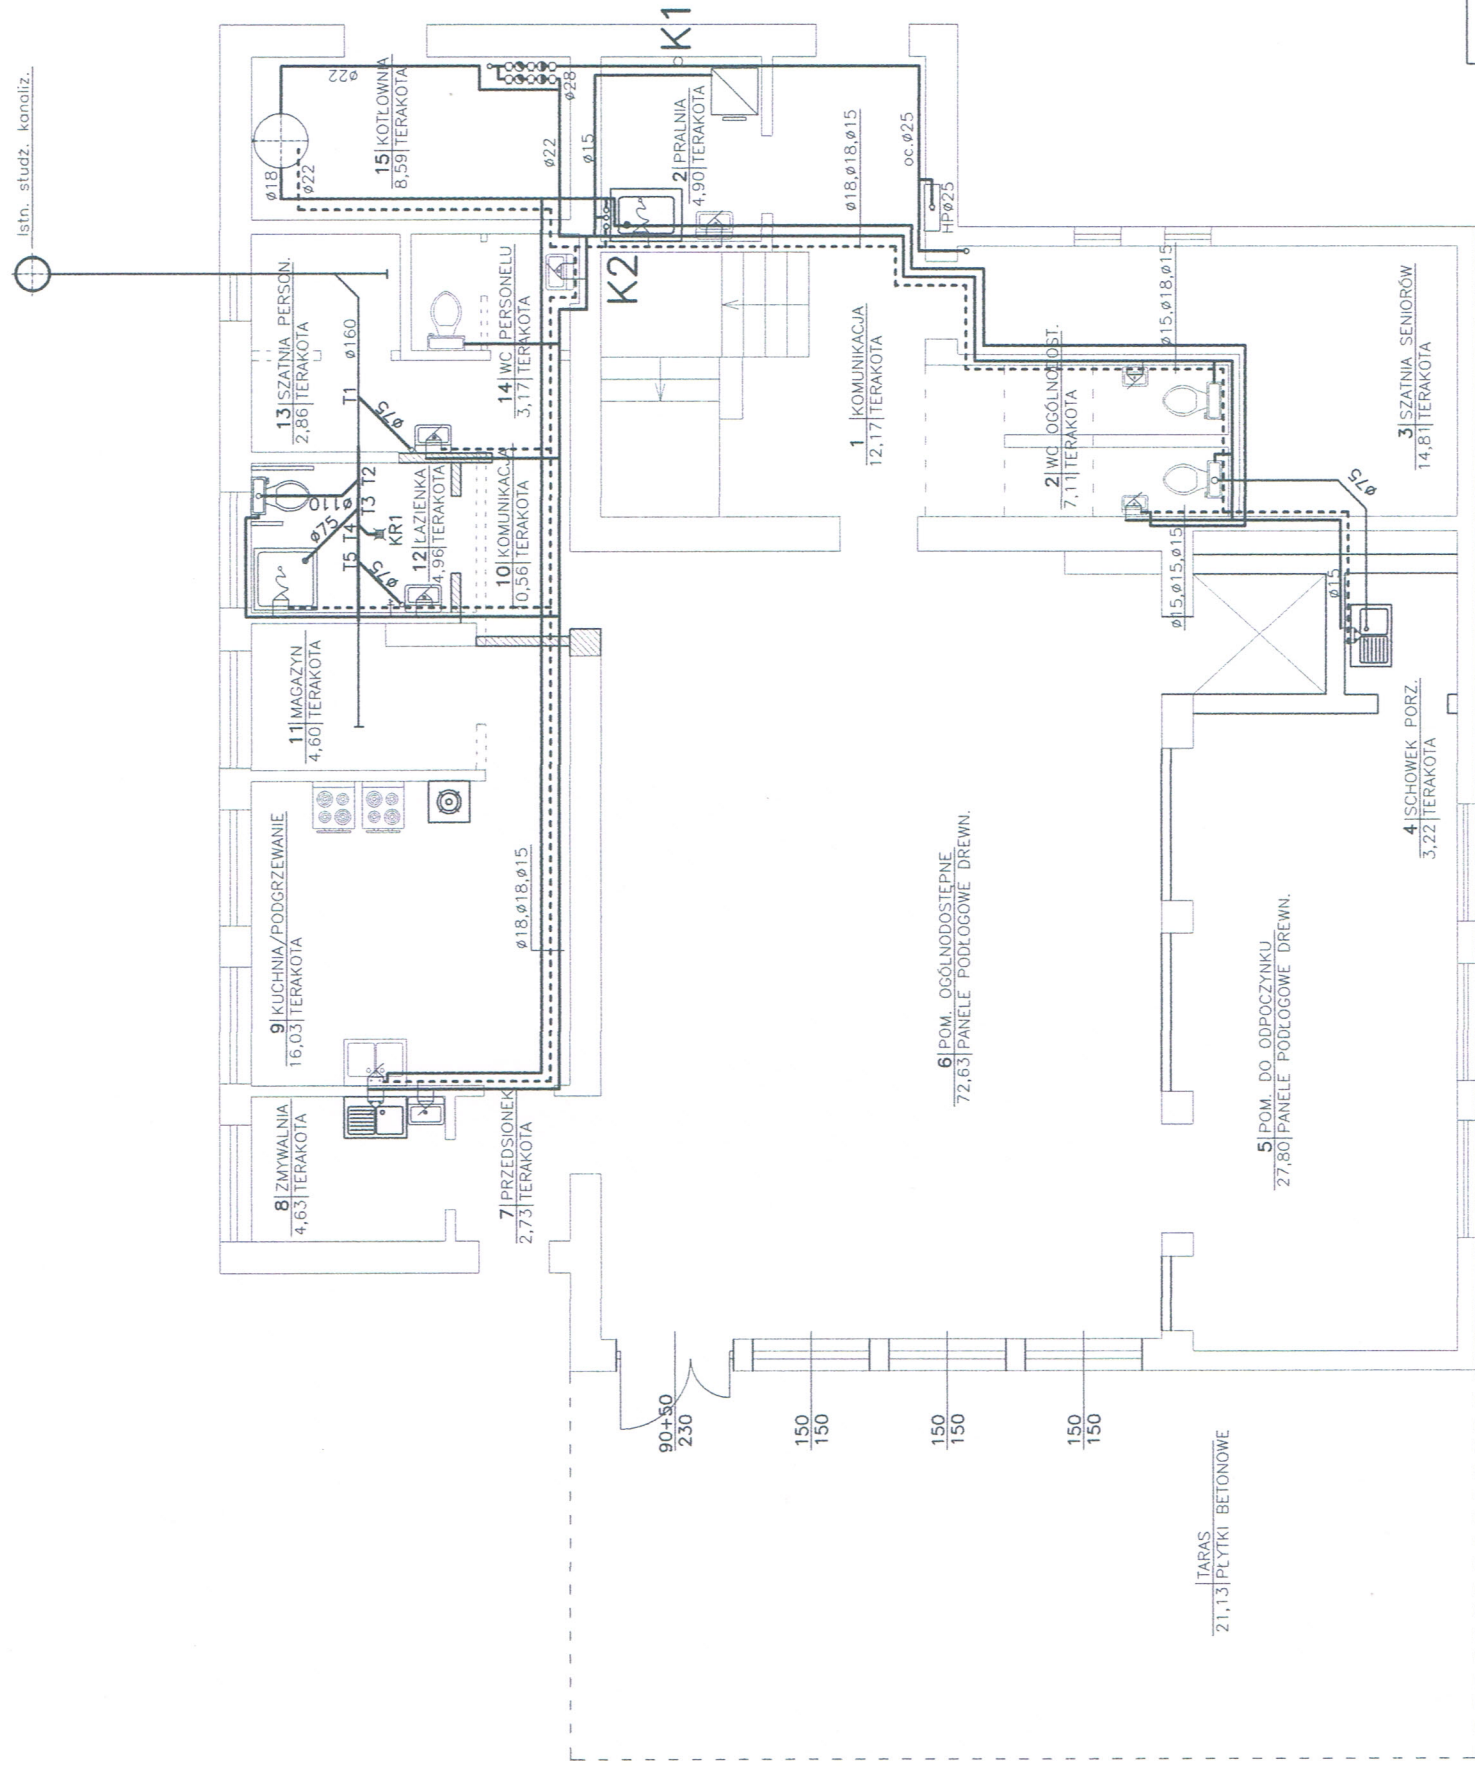 Istn. studz. kanaliz.
K1
K2
ø22
ø18
ø22
15 KOTŁOWNIA
8,59 TERAKOTA
ø28
ø22
ø15
2 PRALNIA
4,90 TERAKOTA
ø18,ø18,ø15
oc.ø25
HPø25
13 SZATNIA PERSON.
2,86 TERAKOTA
ø160
T1
ø75
14 WC PERSONELU
3,17 TERAKOTA
T2
T3
T4
T5
ø110
ø75
KR1
ø75
12 ŁAZIENKA
4,96 TERAKOTA
10 KOMUNIKACJA
0,56 TERAKOTA
1 KOMUNIKACJA
12,17 TERAKOTA
2 WC OGÓLNODOST.
7,11 TERAKOTA
ø15,ø18,ø15
3 SZATNIA SENIORÓW
14,81 TERAKOTA
ø75
ø15,ø15,ø15
ø15
11 MAGAZYN
4,60 TERAKOTA
9 KUCHNIA/PODGRZEWANIE
16,03 TERAKOTA
ø18,ø18,ø15
6 POM. OGÓLNODOSTĘPNE
72,63 PANELE PODŁOGOWE DREWN.
4 SCHOWEK PORZ.
3,22 TERAKOTA
5 POM. DO ODPOCZYNKU
27,80 PANELE PODŁOGOWE DREWN.
8 ZMYWALNIA
4,63 TERAKOTA
7 PRZEDSIONEK
2,73 TERAKOTA
90+50
230
150
150
150
150
150
150
TARAS
21,13 PŁYTKI BETONOWE